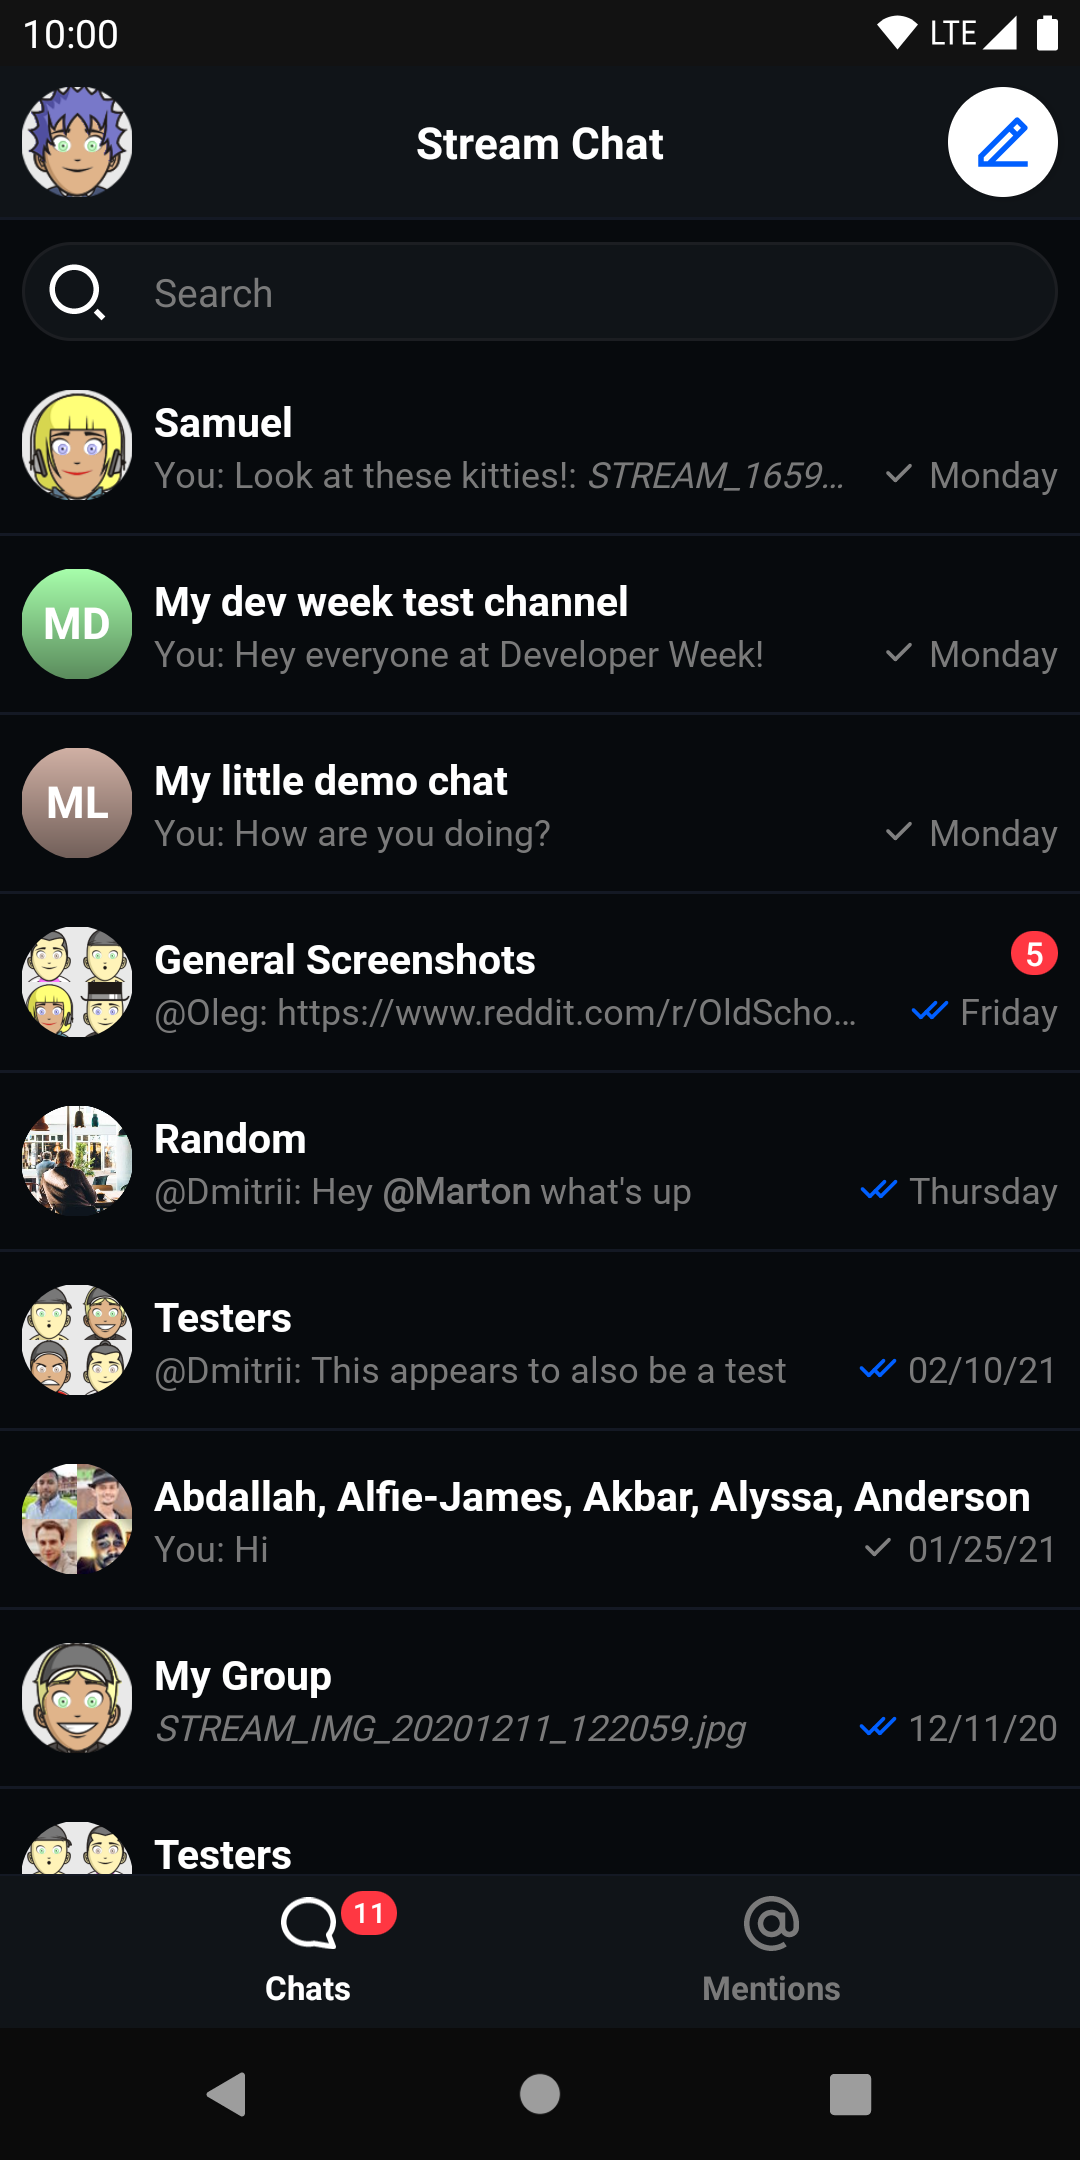 10:00 LTE
Stream Chat
Search
Samuel
You: Look at these kitties!: STREAM_1659... Monday
MD
My dev week test channel
You: Hey everyone at Developer Week! Monday
ML
My little demo chat
You: How are you doing? Monday
General Screenshots 5
@Oleg: https://www.reddit.com/r/OldScho... Friday
Random
@Dmitrii: Hey @Marton what's up Thursday
Testers
@Dmitrii: This appears to also be a test 02/10/21
Abdallah, Alfie-James, Akbar, Alyssa, Anderson
You: Hi 01/25/21
My Group
STREAM_IMG_20201211_122059.jpg 12/11/20
Testers
11
Chats Mentions